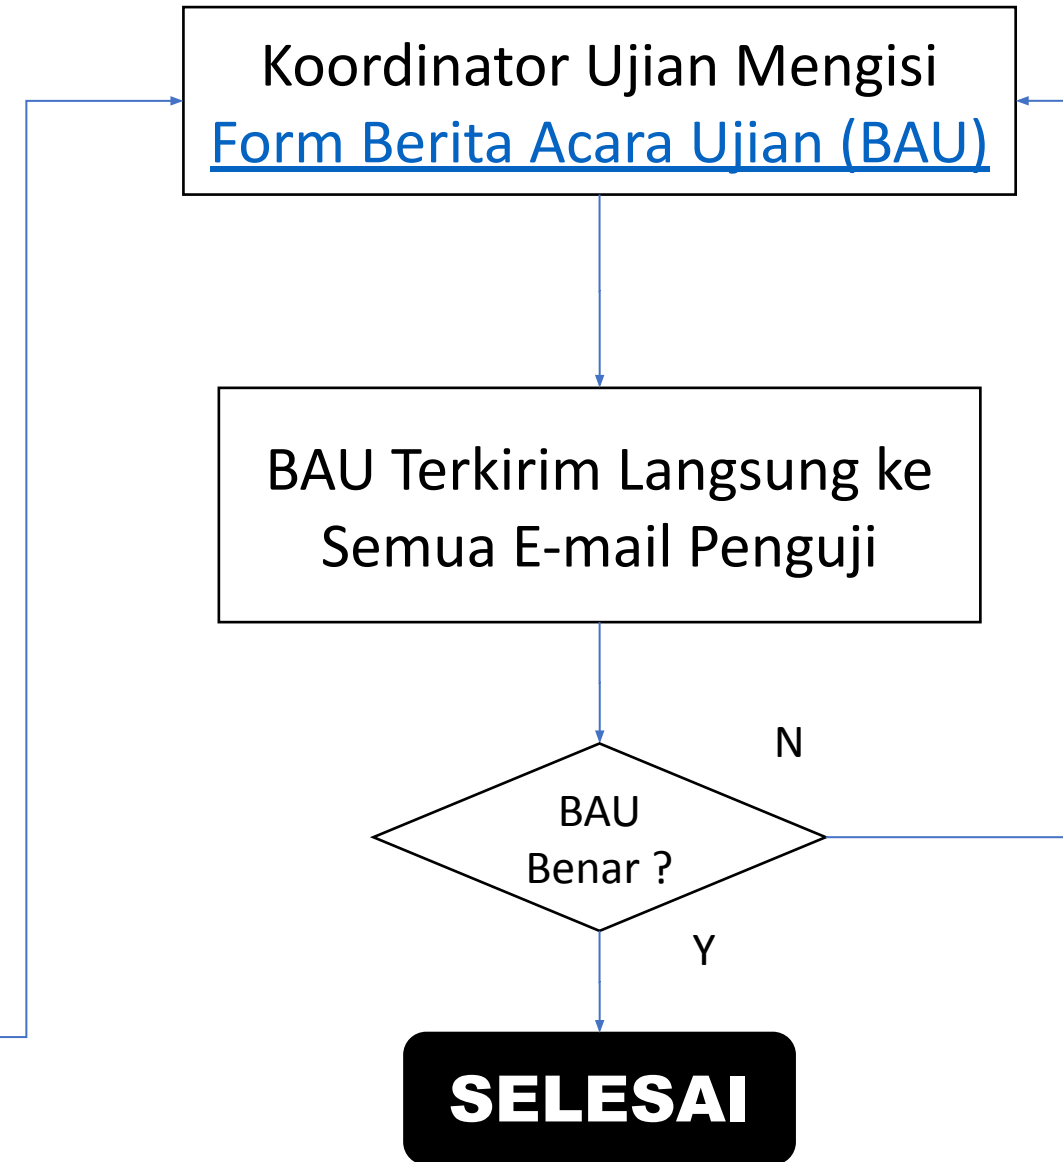 Koordinator Ujian Mengisi
Form Berita Acara Ujian (BAU)
BAU Terkirim Langsung ke
Semua E-mail Penguji
N
BAU
Benar ?
Y
SELESAI